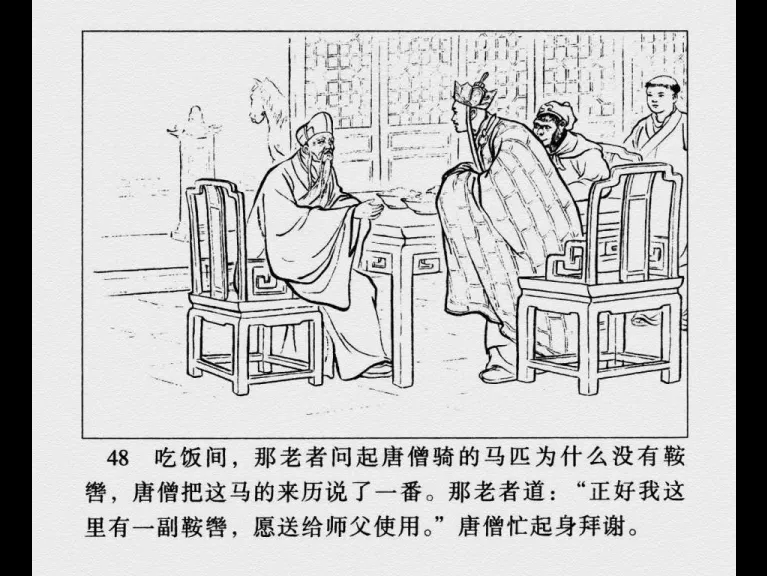 48 吃饭间，那老者问起唐僧骑的马匹为什么没有鞍
辔，唐僧把这马的来历说了一番。那老者道：“正好我这
里有一副鞍辔，愿送给师父使用。”唐僧忙起身拜谢。